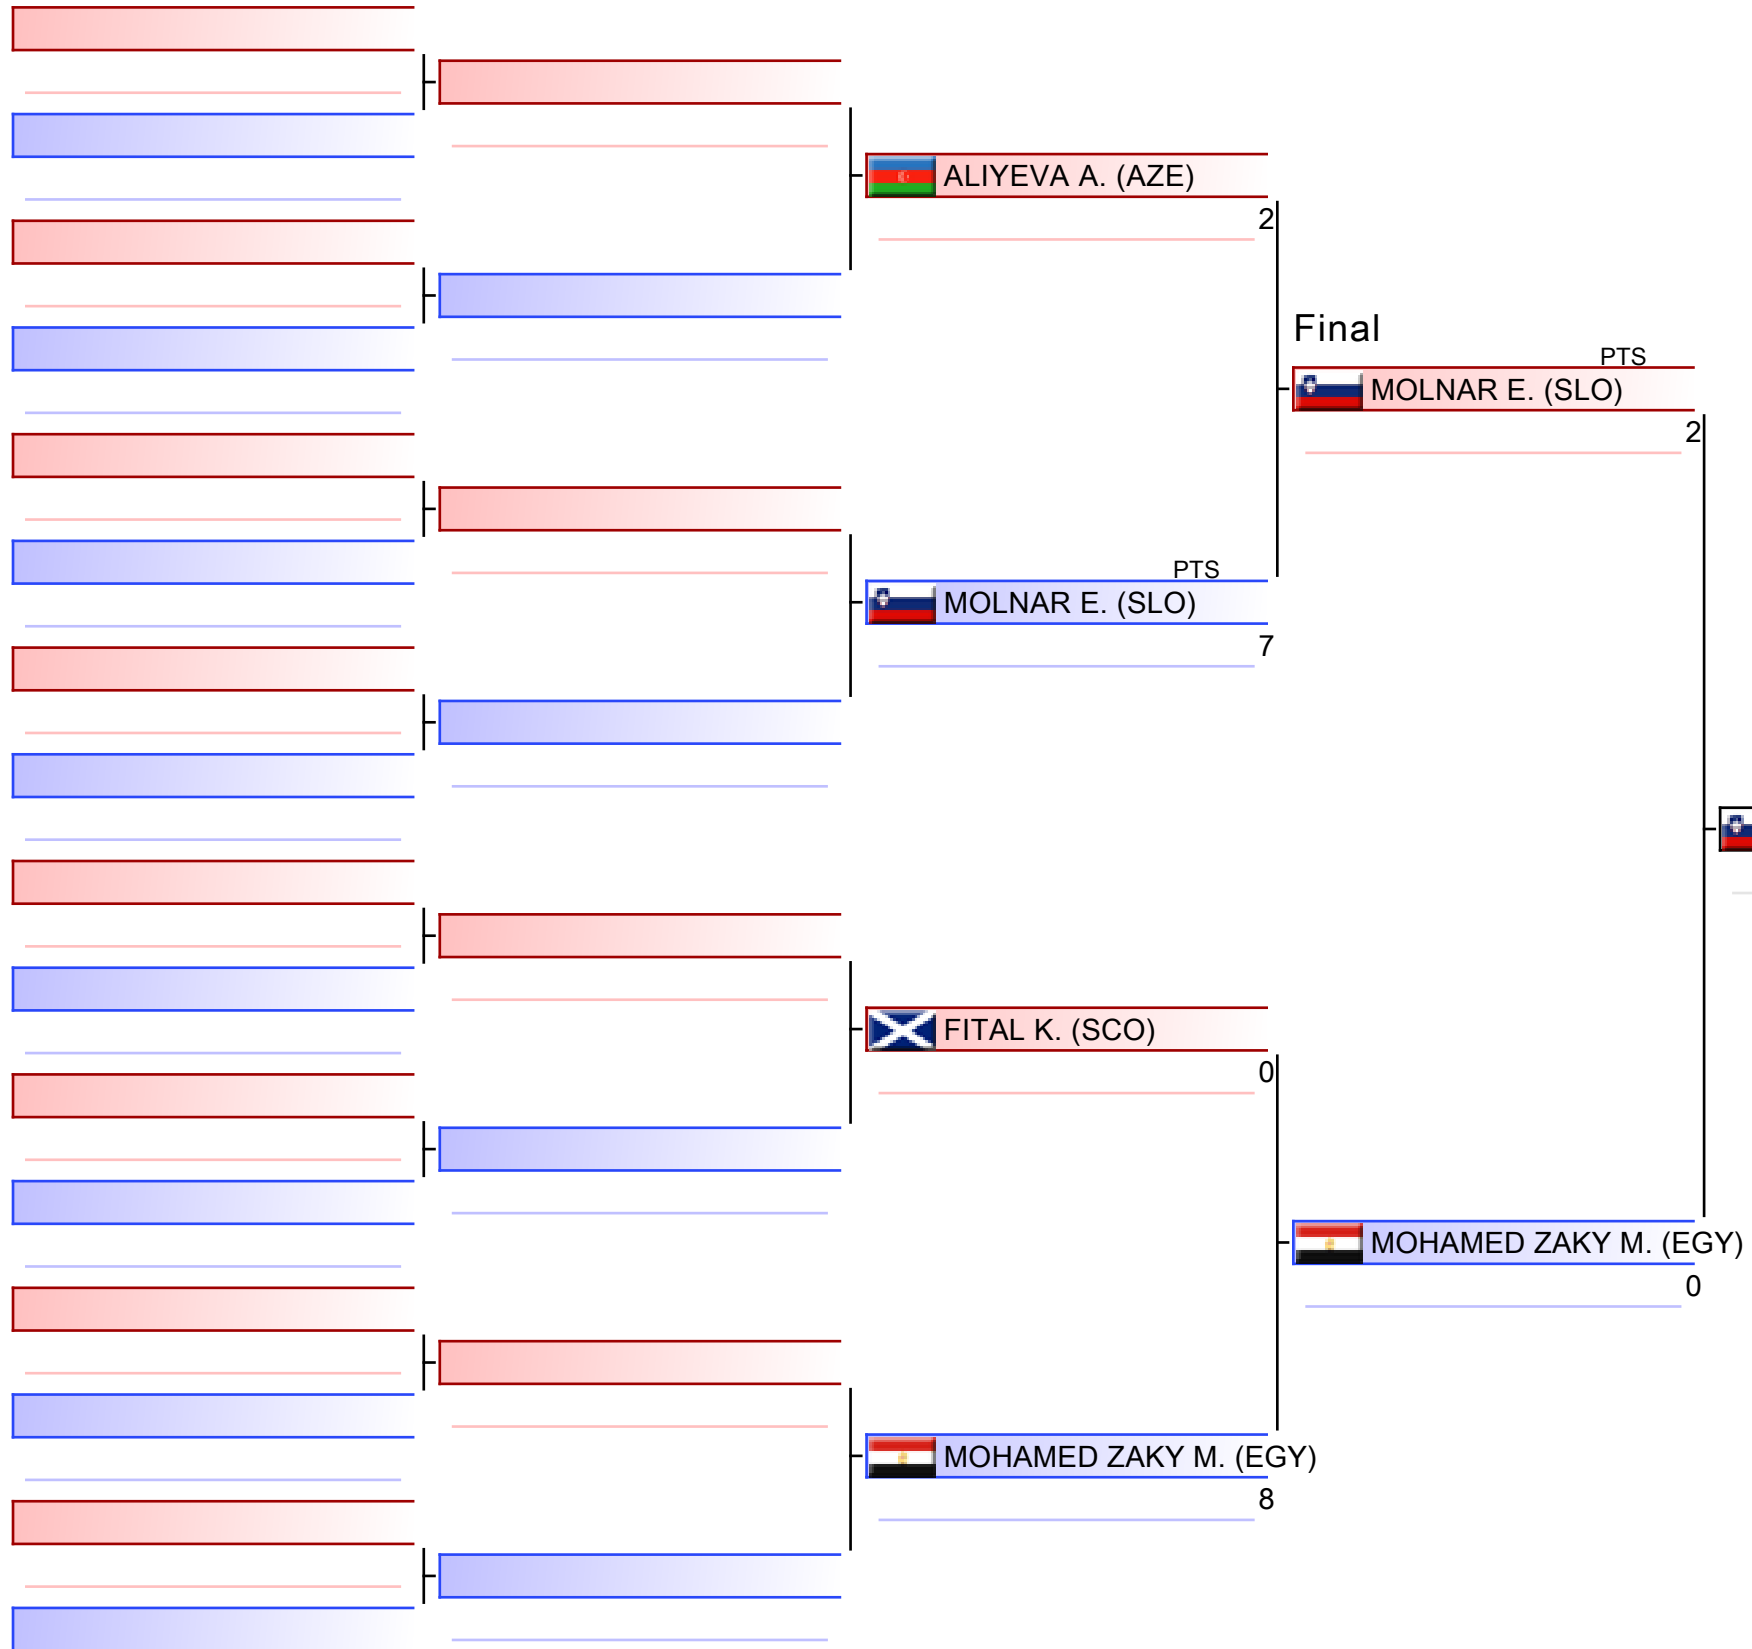 ALIYEVA A. (AZE)
2
Final
PTS
MOLNAR E. (SLO)
2
PTS
MOLNAR E. (SLO)
7
FITAL K. (SCO)
0
MOHAMED ZAKY M. (EGY)
0
MOHAMED ZAKY M. (EGY)
8